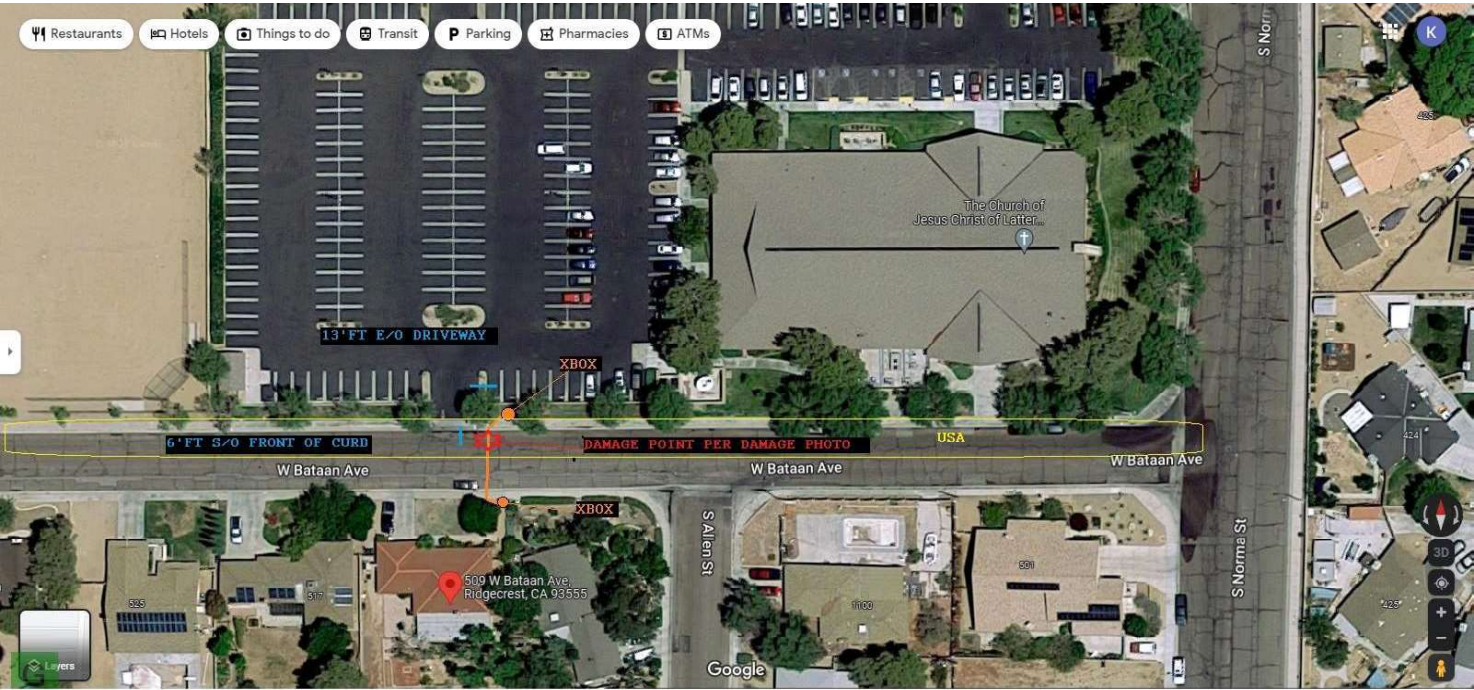 Restaurants
Hotels
Things to do
Transit
Parking
Pharmacies
ATMs
K
S Norm
425
The Church of
Jesus Christ of Latter...
13'FT E/O DRIVEWAY
XBOX
6'FT S/O FRONT OF CURD
DAMAGE POINT PER DAMAGE PHOTO
USA
424
W Bataan Ave
W Bataan Ave
W Bataan Ave
XBOX
S Allen St
S Norma St
3D
509 W Bataan Ave,
Ridgecrest, CA 93555
517
525
501
1100
425
Layers
Google